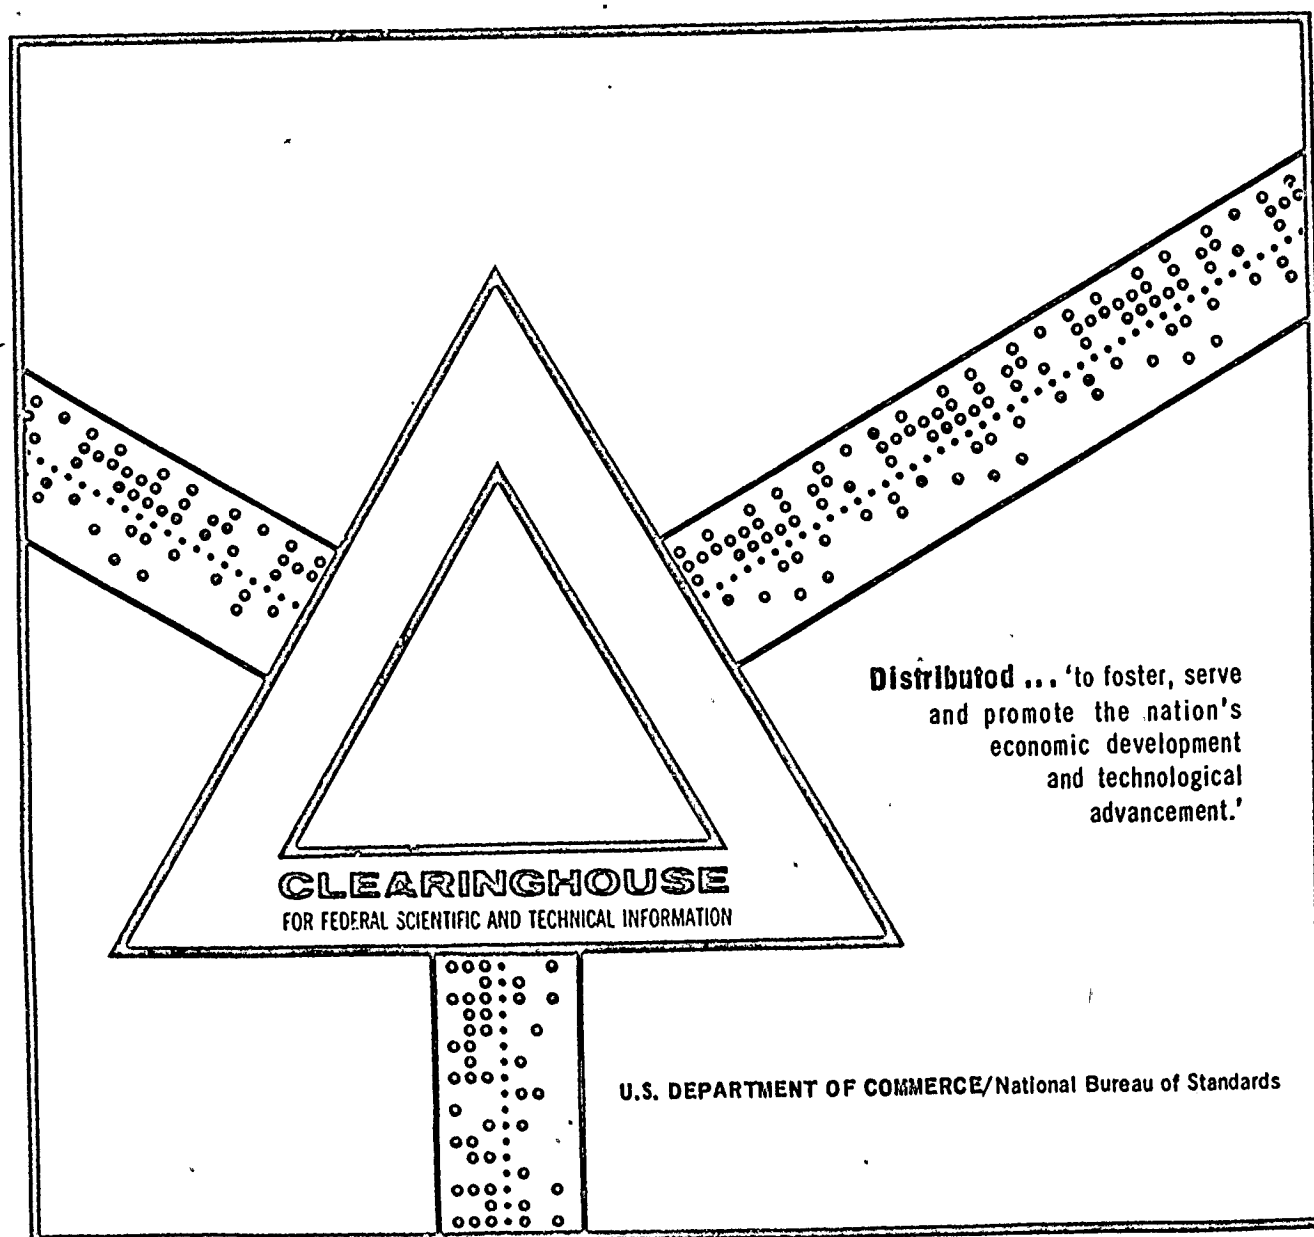 Distributed ... 'to foster, serve
and promote the nation's
economic development
and technological
advancement.'
CLEARINGHOUSE
FOR FEDERAL SCIENTIFIC AND TECHNICAL INFORMATION
U.S. DEPARTMENT OF COMMERCE/National Bureau of Standards